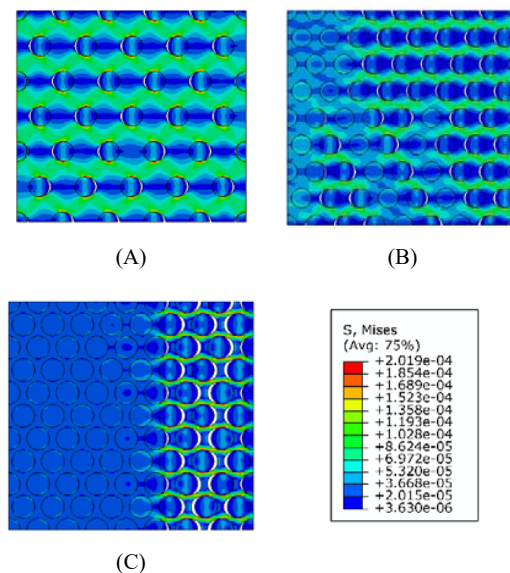 (A)
(B)
(C)
S, Mises
(Avg: 75%)
+2.019e-04
+1.854e-04
+1.689e-04
+1.523e-04
+1.358e-04
+1.193e-04
+1.028e-04
+8.624e-05
+6.972e-05
+5.320e-05
+3.668e-05
+2.015e-05
+3.630e-06